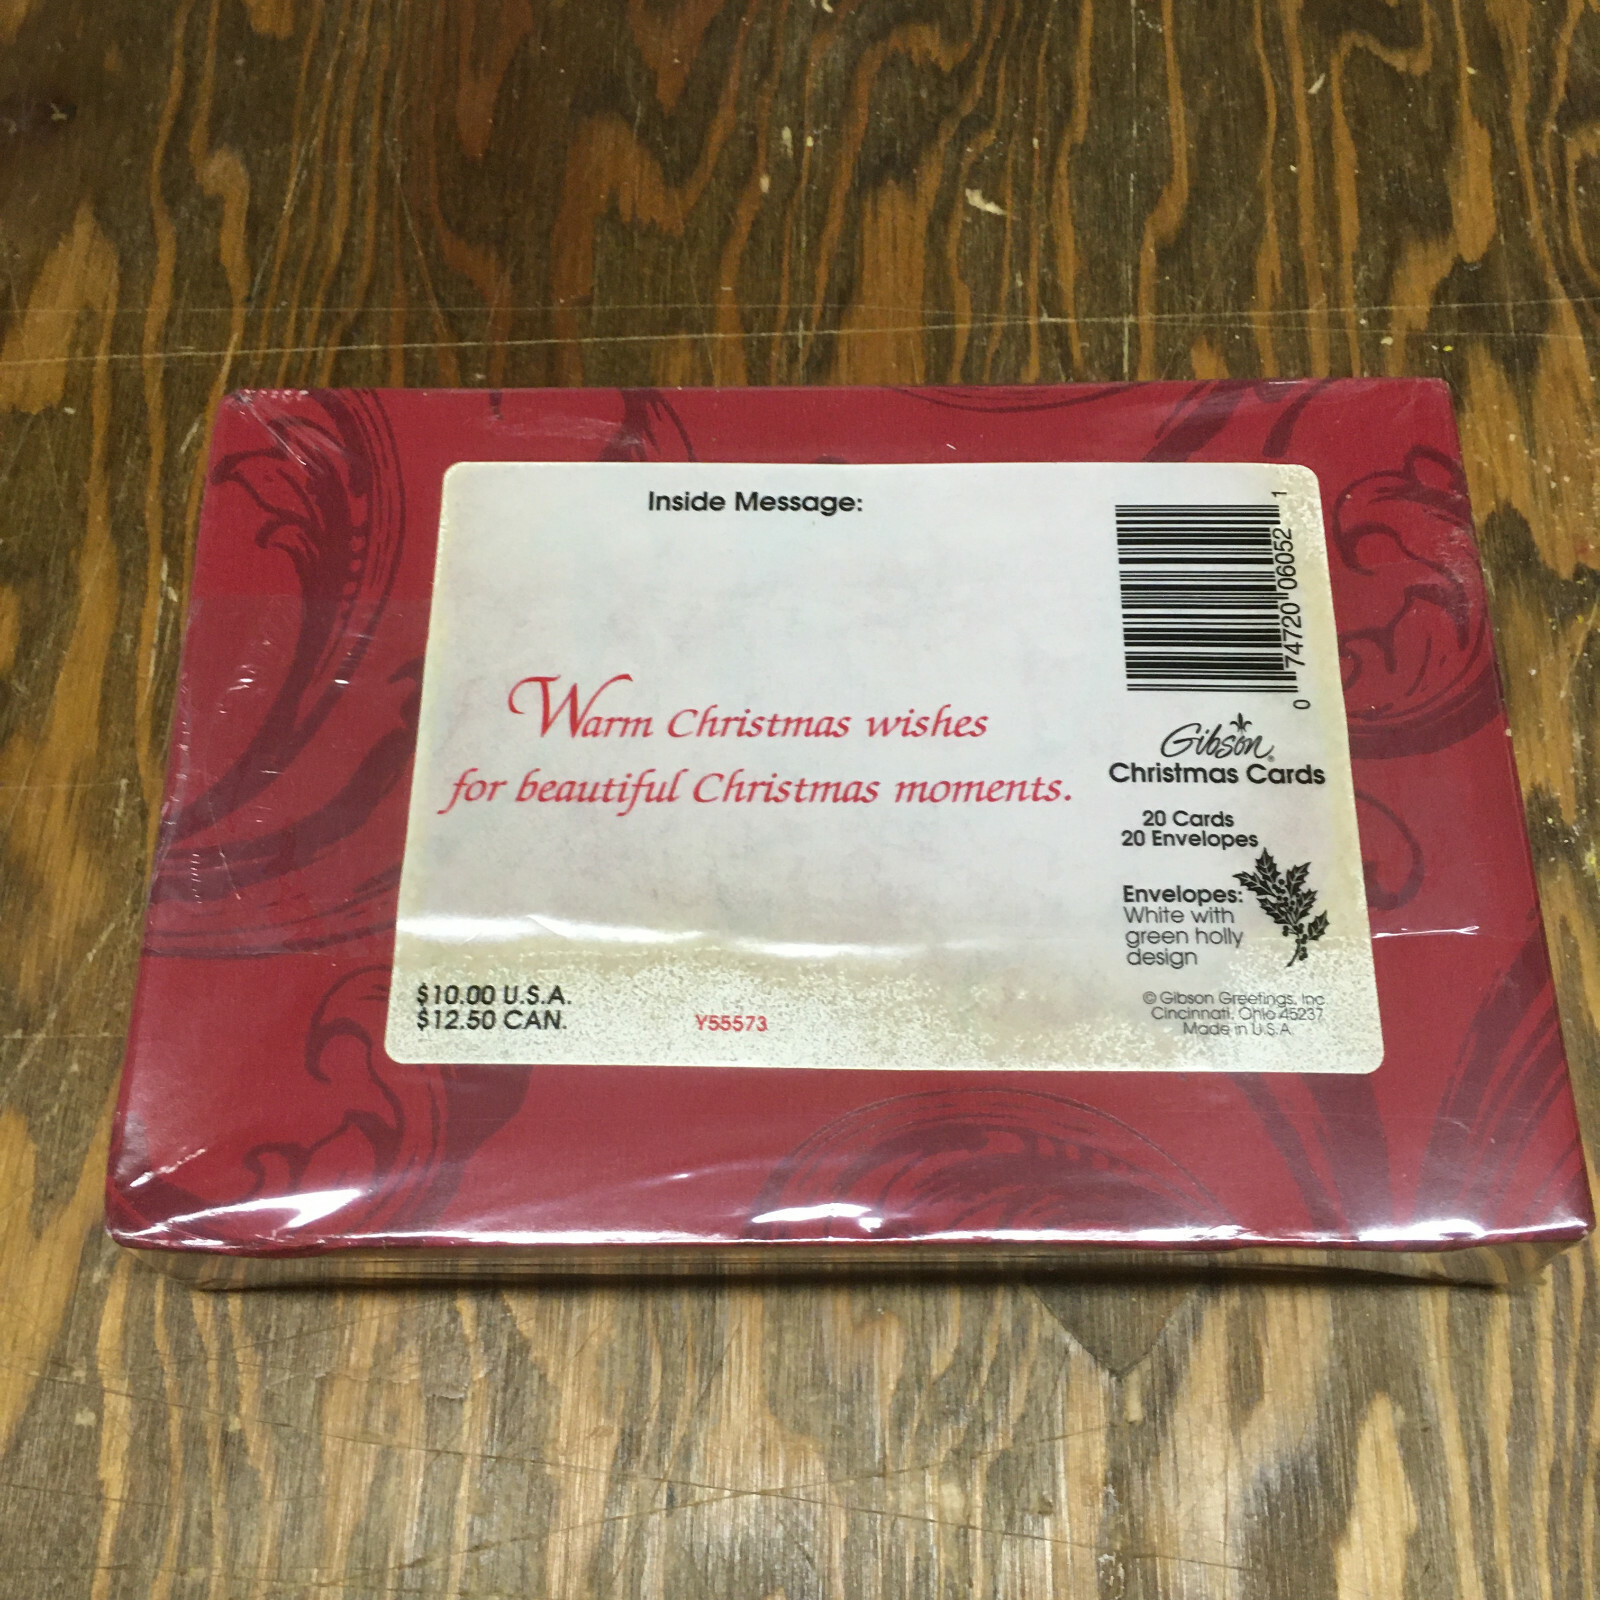 Inside Message:
Warm Christmas wishes
for beautiful Christmas moments.
$10.00 U.S.A.
$12.50 CAN.
Y55573
0 74720 06052 1
Gibson®
Christmas Cards
20 Cards
20 Envelopes
Envelopes:
White with
green holly
design
© Gibson Greetings, Inc
Cincinnati, Ohio 45237
Made in U.S.A.